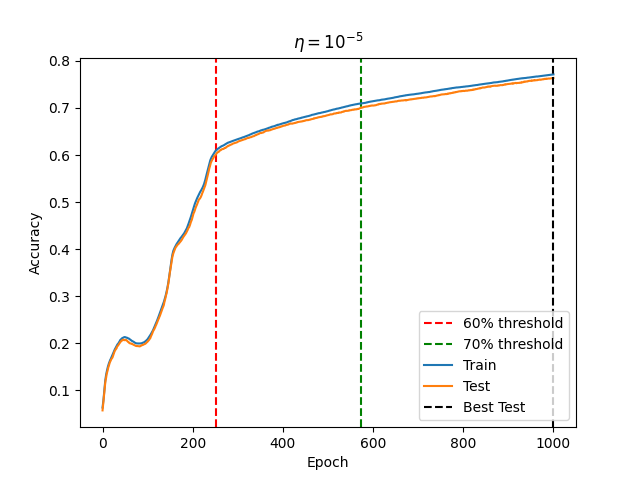 η = 10⁻⁵
0.8
0.7
0.6
0.5
0.4
0.3
0.2
0.1
Accuracy
60% threshold
70% threshold
Train
Test
Best Test
0 200 400 600 800 1000
Epoch